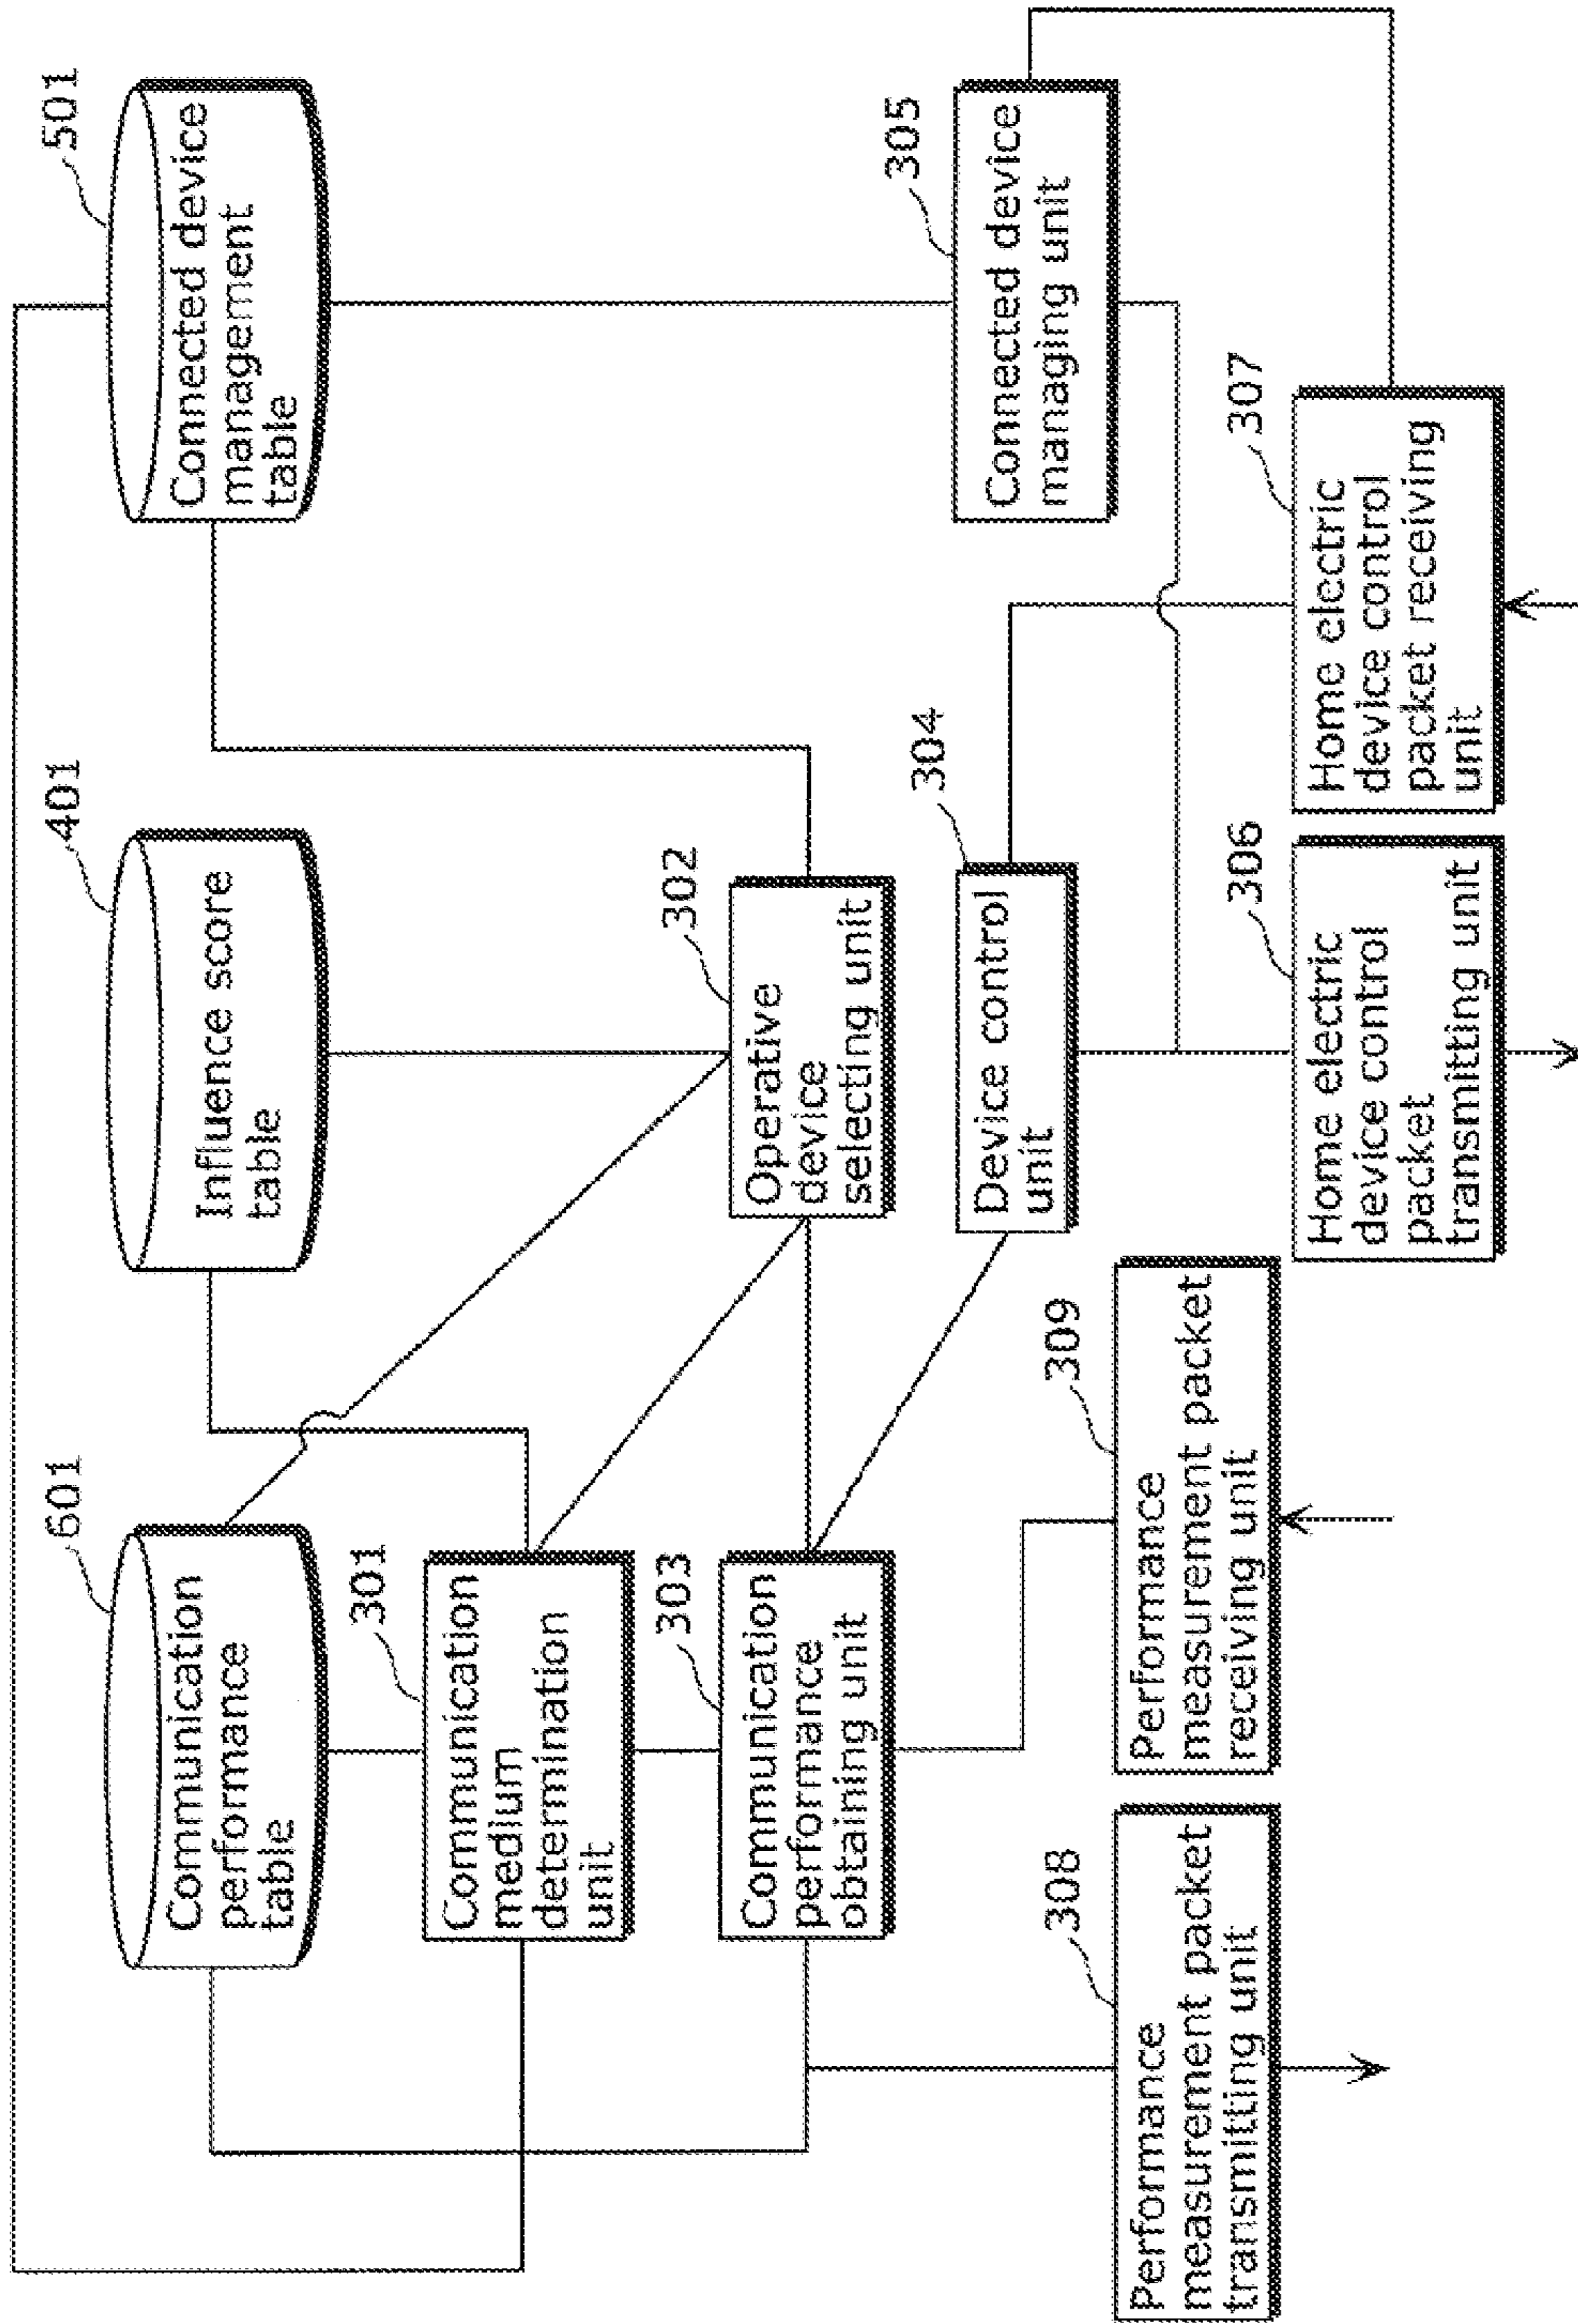 601
Communication
performance
table
401
Influence score
table
501
Connected device
management
table
301
Communication
medium
determination
unit
303
Communication
performance
obtaining unit
302
Operative
device
selecting unit
304
Device control
unit
305
Connected device
managing unit
308
Performance
measurement packet
transmitting unit
309
Performance
measurement packet
receiving unit
306
Home electric
device control
packet
transmitting unit
307
Home electric
device control
packet receiving
unit